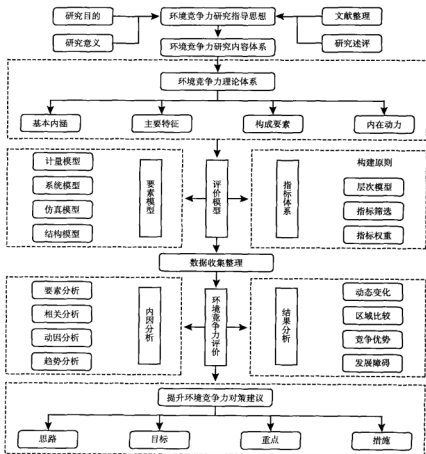 研究目的
环境竞争力研究指导思想
文献整理
研究意义
环境竞争力研究内容体系
研究述评
环境竞争力理论体系
基本内涵
主要特征
构成要素
内在动力
计量模型
系统模型
仿真模型
结构模型
要素模型
评价模型
指标体系
构建原则
层次模型
指标筛选
指标权重
数据收集整理
要素分析
相关分析
动因分析
趋势分析
内因分析
环境竞争力评价
结果分析
动态变化
区域比较
竞争优势
发展障碍
提升环境竞争力对策建议
思路
目标
重点
措施